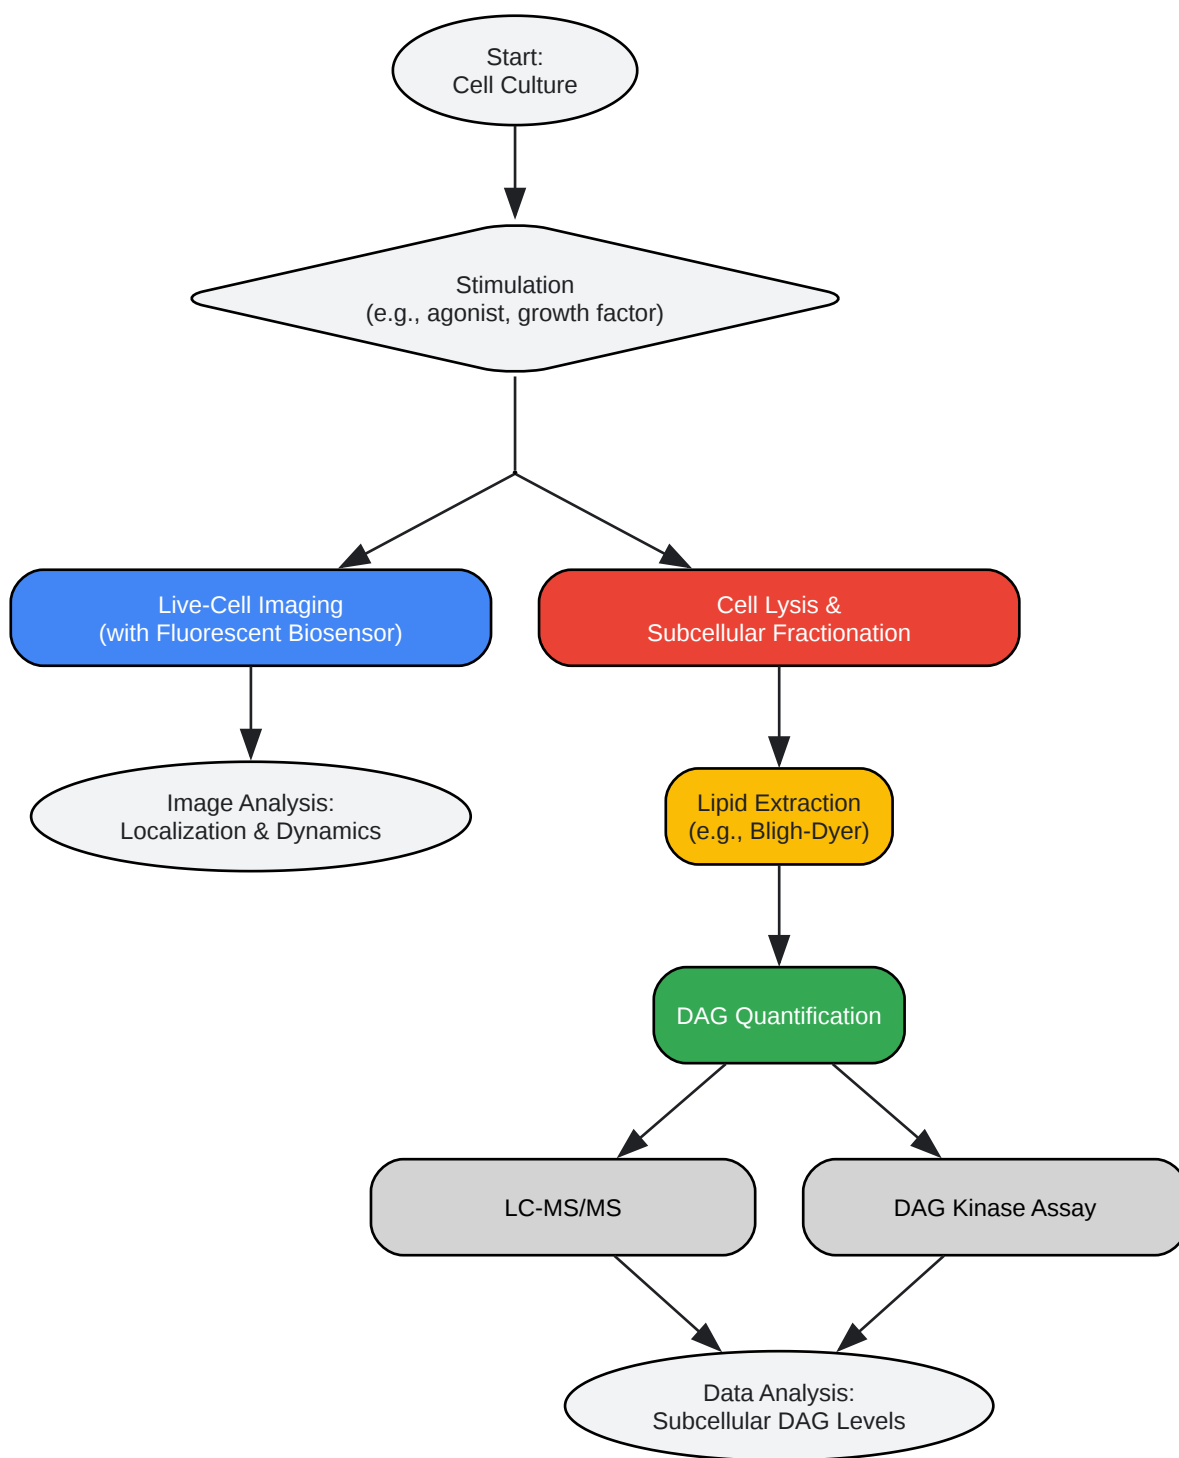 Start:
Cell Culture
Stimulation
(e.g., agonist, growth factor)
Live-Cell Imaging
(with Fluorescent Biosensor)
Cell Lysis &
Subcellular Fractionation
Image Analysis:
Localization & Dynamics
Lipid Extraction
(e.g., Bligh-Dyer)
DAG Quantification
LC-MS/MS
DAG Kinase Assay
Data Analysis:
Subcellular DAG Levels